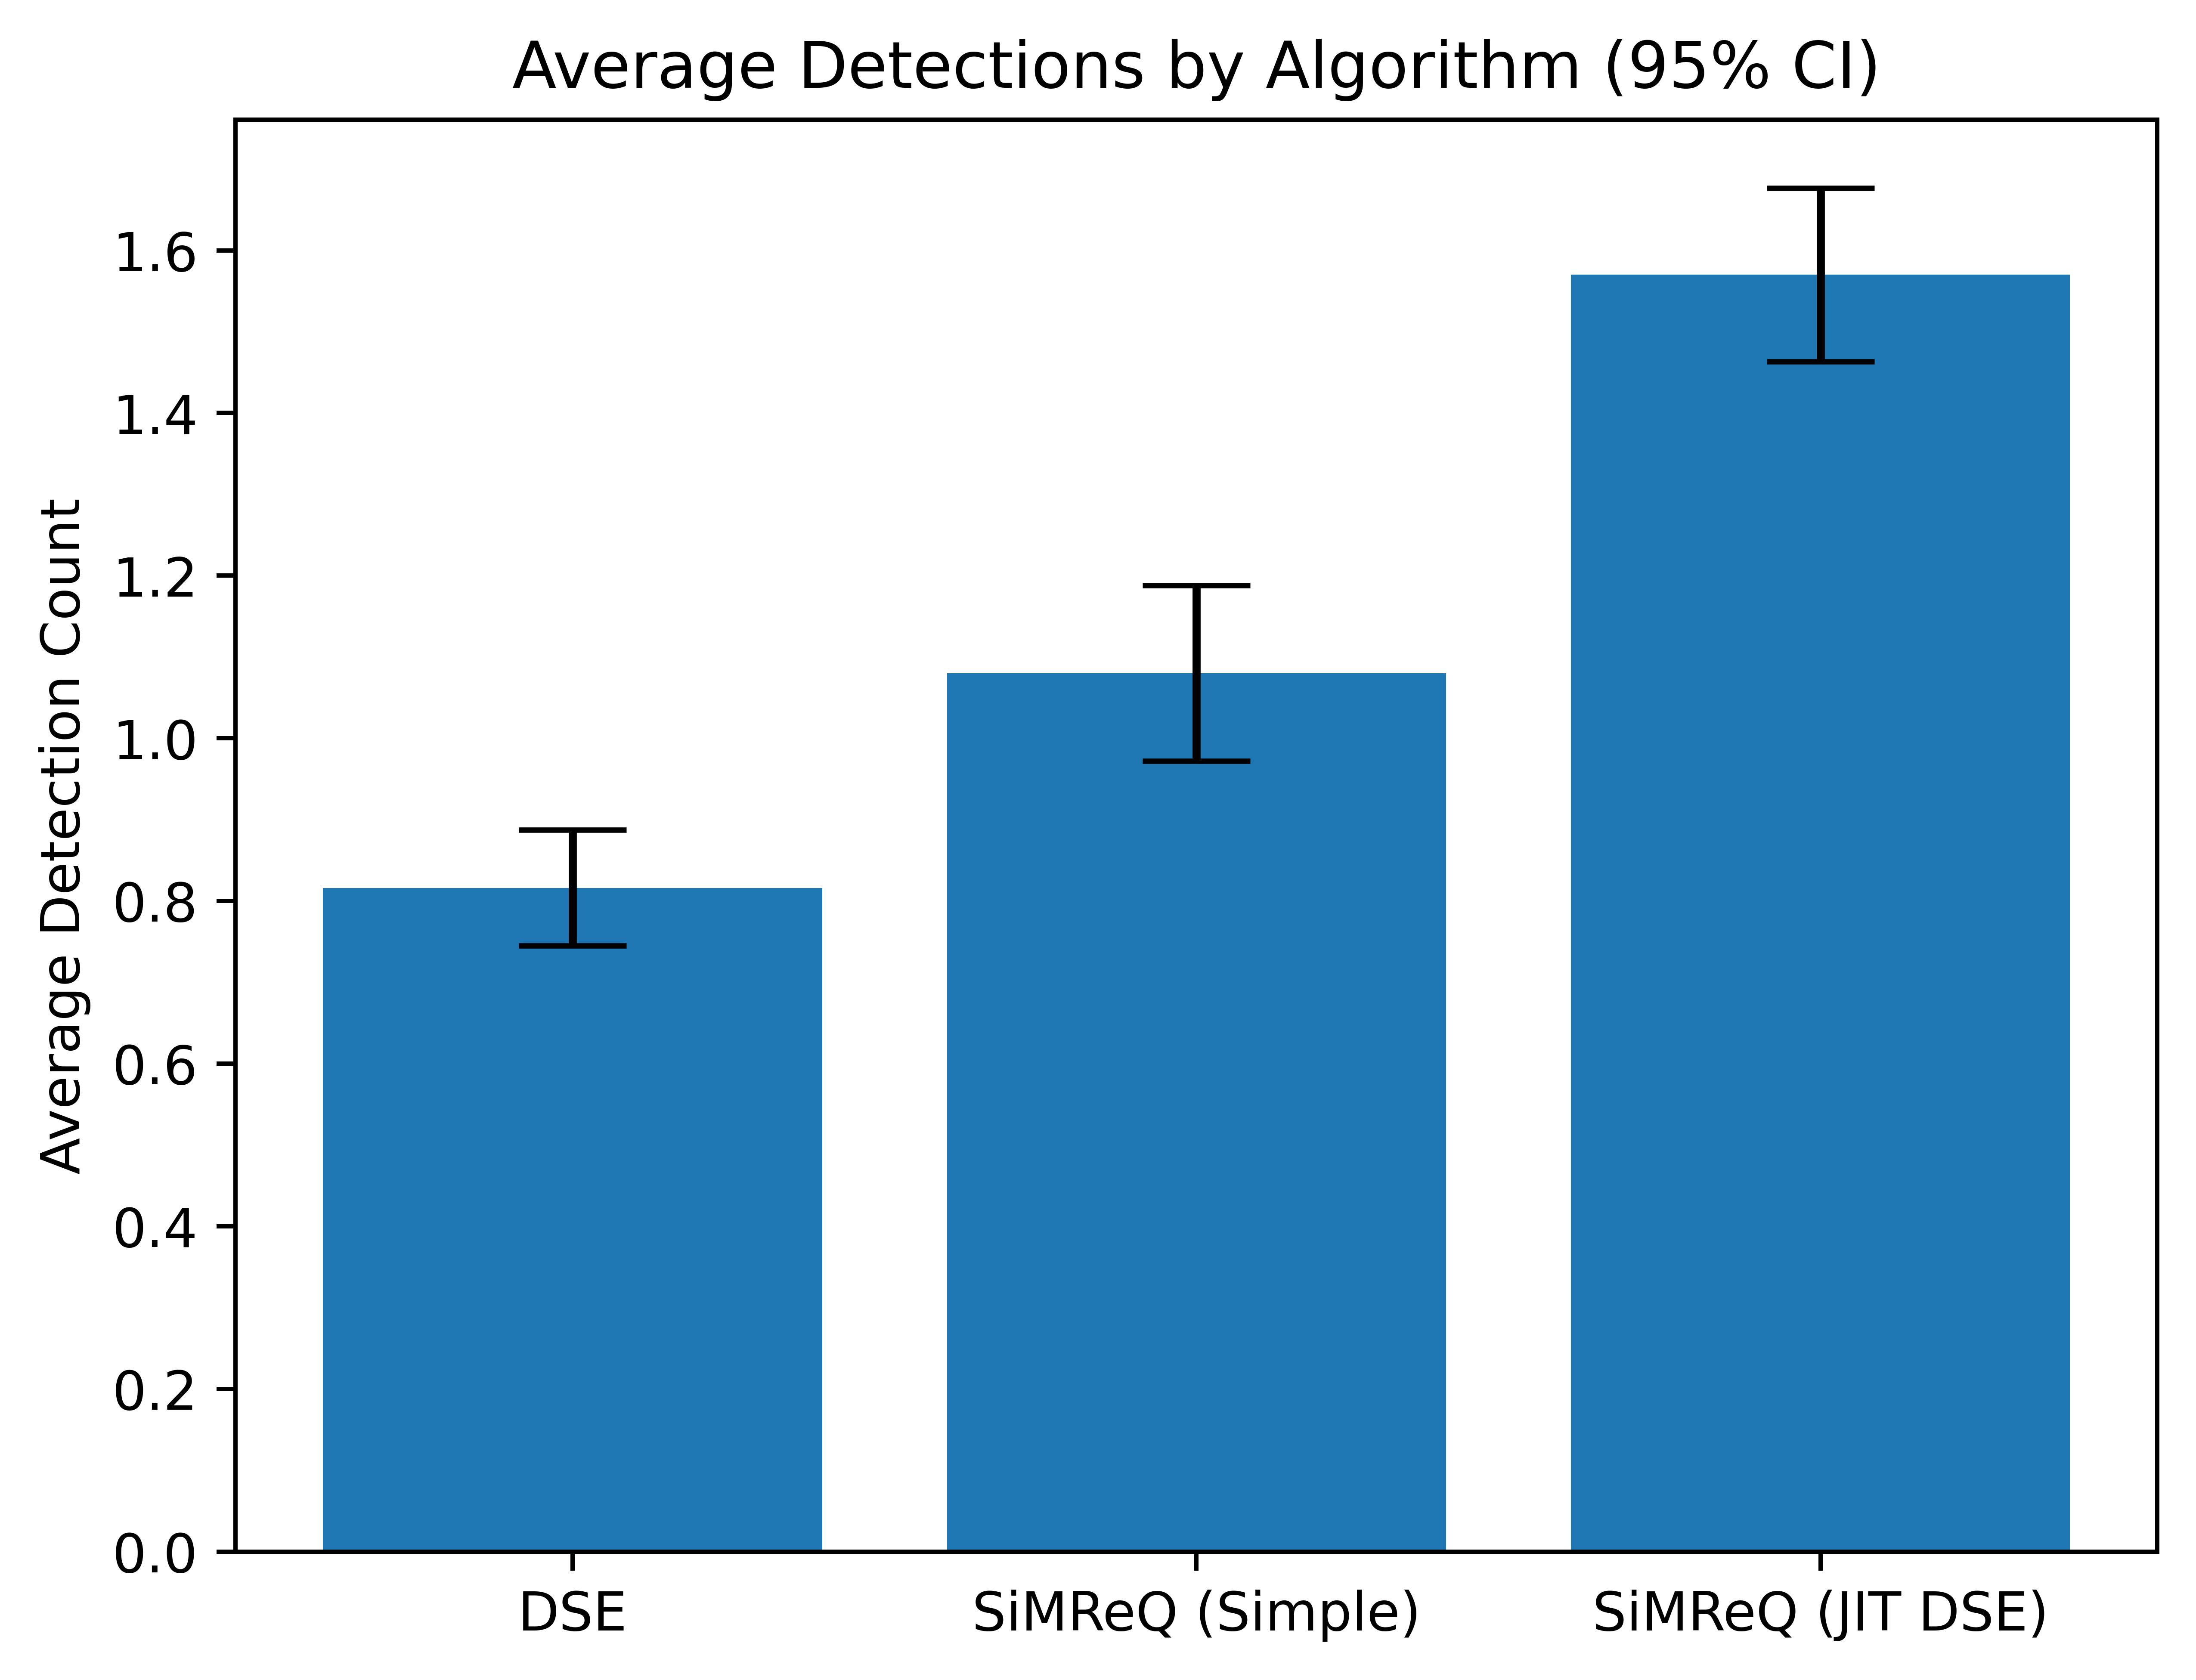 Average Detections by Algorithm (95% CI)
Average Detection Count
1.6
1.4
1.2
1.0
0.8
0.6
0.4
0.2
0.0
DSE
SiMReQ (Simple)
SiMReQ (JIT DSE)